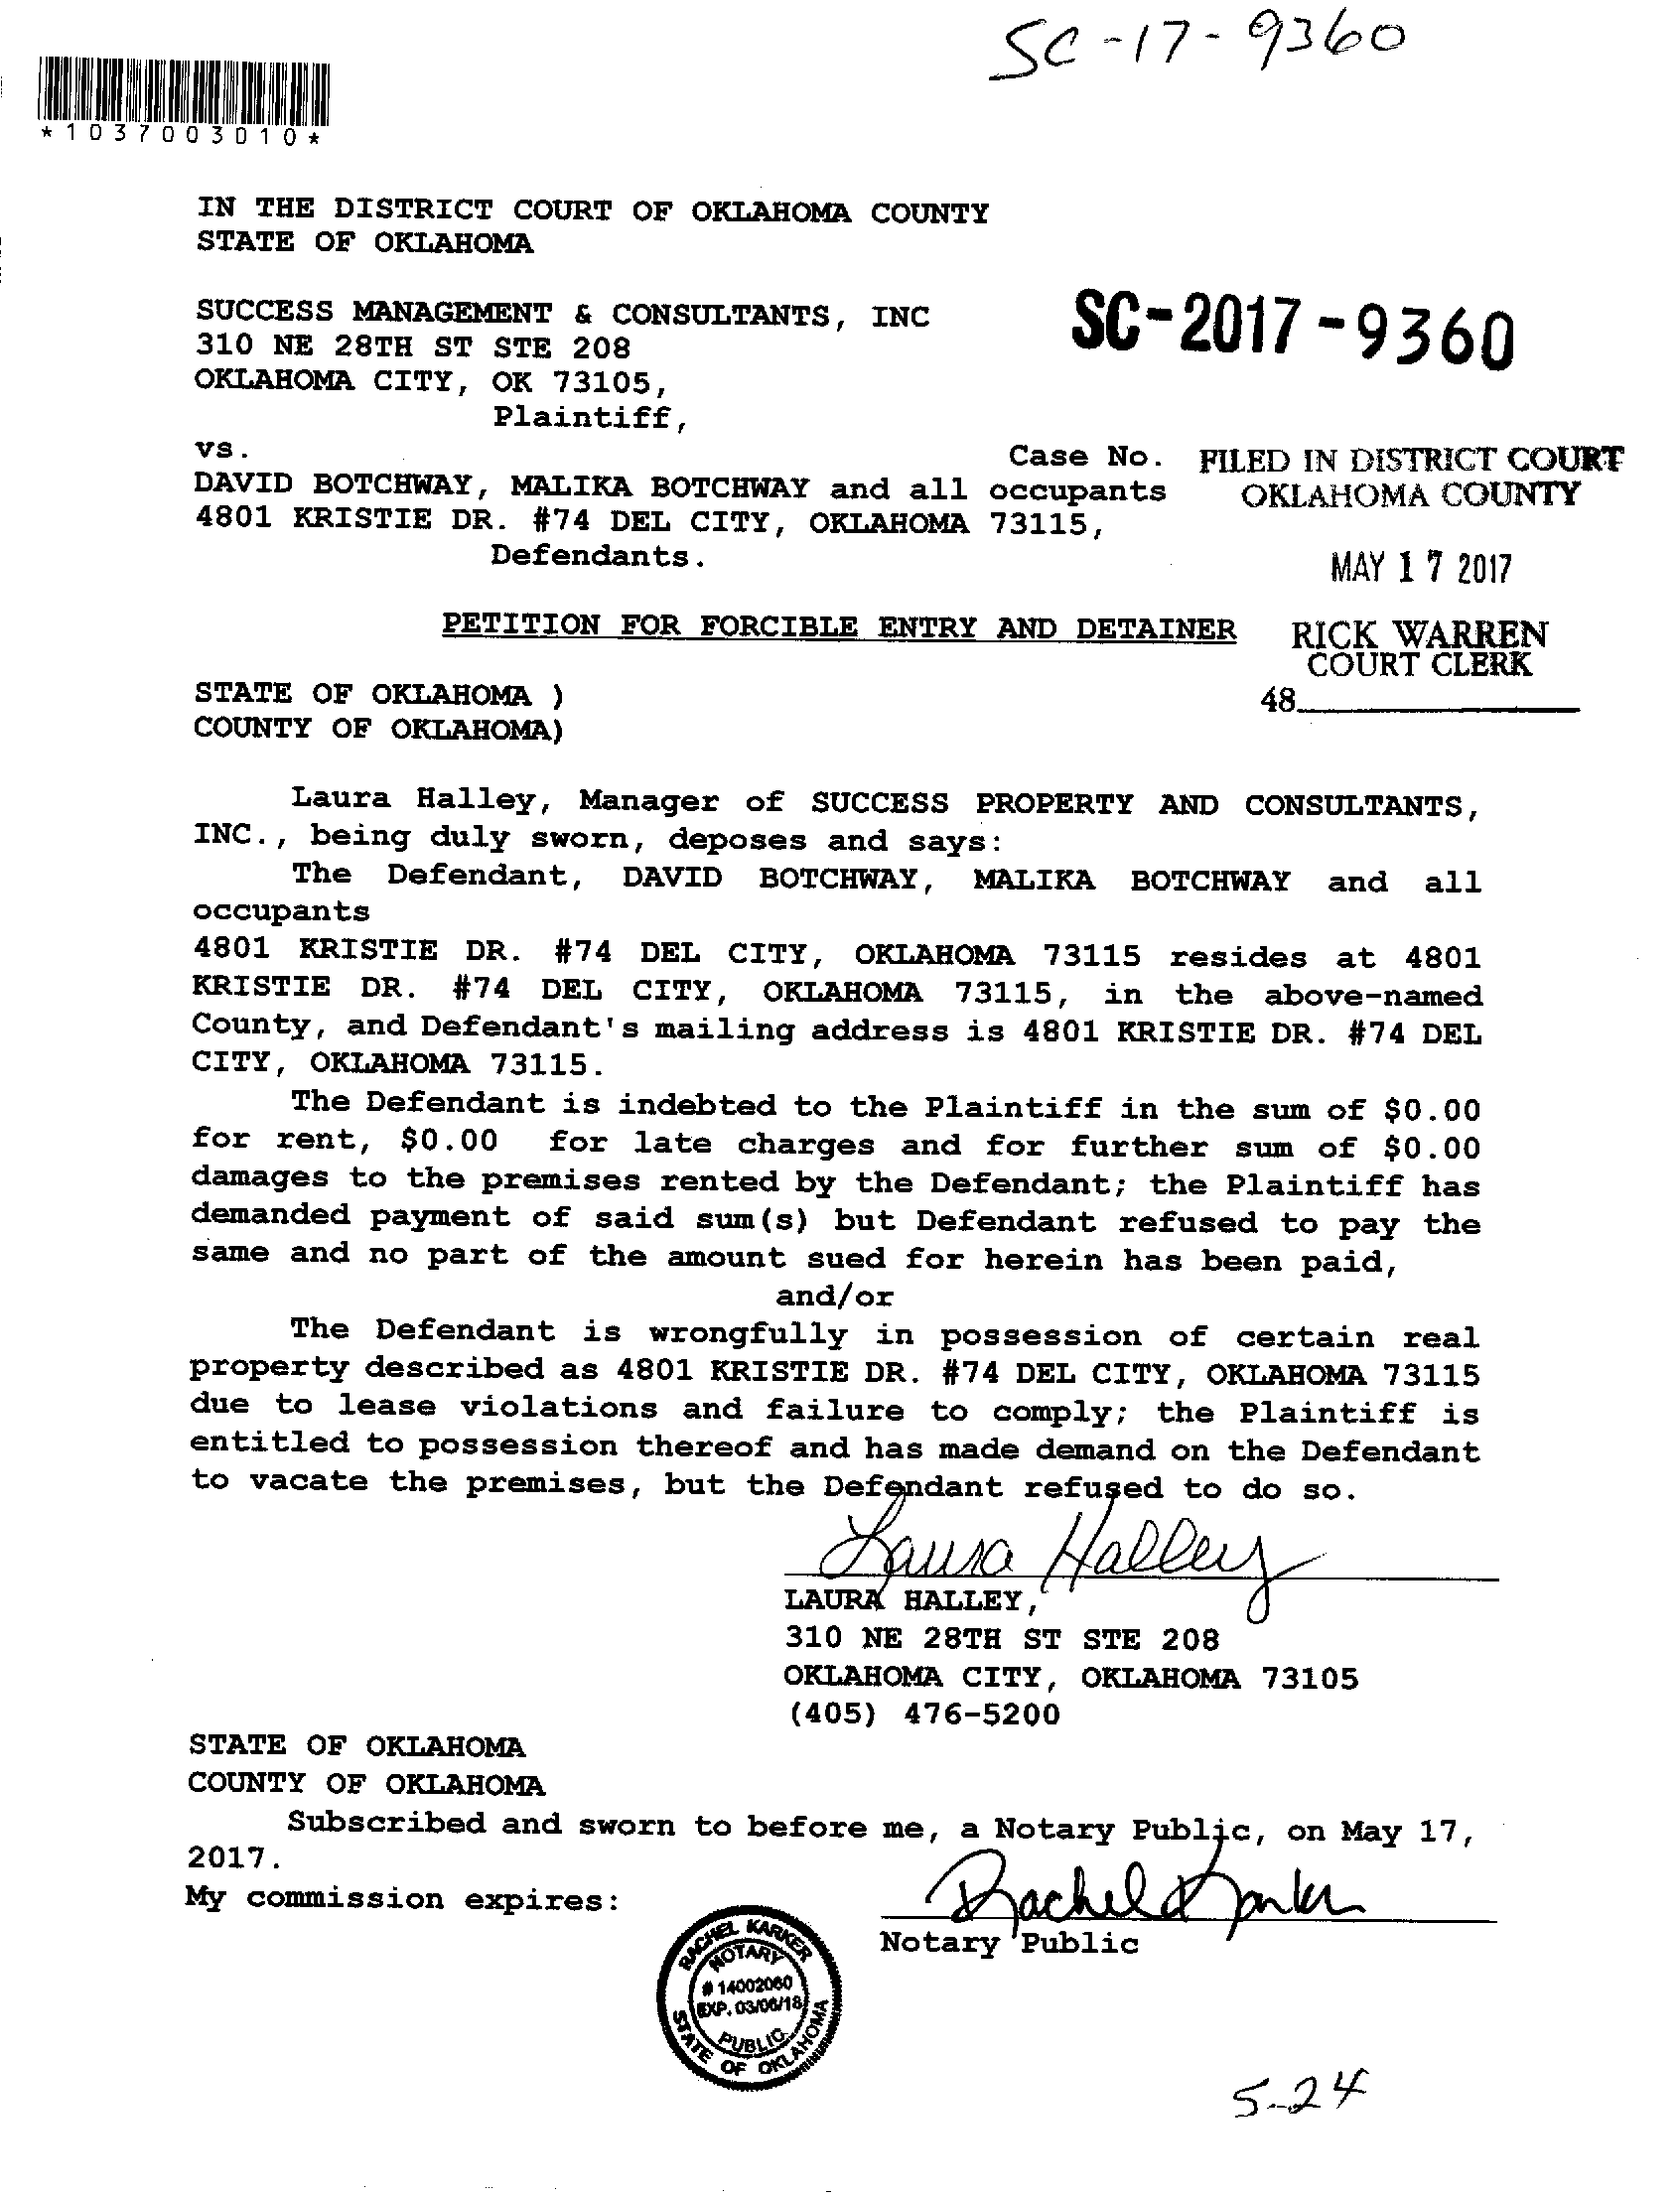 SC-17-9360
*1037003010*
IN THE DISTRICT COURT OF OKLAHOMA COUNTY
STATE OF OKLAHOMA
SUCCESS MANAGEMENT & CONSULTANTS, INC
310 NE 28TH ST STE 208
OKLAHOMA CITY, OK 73105,
Plaintiff,
SC-2017-9360
vs.
Case No.
DAVID BOTCHWAY, MALIKA BOTCHWAY and all occupants
4801 KRISTIE DR. #74 DEL CITY, OKLAHOMA 73115,
Defendants.
FILED IN DISTRICT COURT
OKLAHOMA COUNTY
MAY 17 2017
RICK WARREN
COURT CLERK
48
PETITION FOR FORCIBLE ENTRY AND DETAINER
STATE OF OKLAHOMA )
COUNTY OF OKLAHOMA)
Laura Halley, Manager of SUCCESS PROPERTY AND CONSULTANTS,
INC., being duly sworn, deposes and says:
The Defendant, DAVID BOTCHWAY, MALIKA BOTCHWAY and all
occupants
4801 KRISTIE DR. #74 DEL CITY, OKLAHOMA 73115 resides at 4801
KRISTIE DR. #74 DEL CITY, OKLAHOMA 73115, in the above-named
County, and Defendant's mailing address is 4801 KRISTIE DR. #74 DEL
CITY, OKLAHOMA 73115.
The Defendant is indebted to the Plaintiff in the sum of $0.00
for rent, $0.00 for late charges and for further sum of $0.00
damages to the premises rented by the Defendant; the Plaintiff has
demanded payment of said sum(s) but Defendant refused to pay the
same and no part of the amount sued for herein has been paid,
and/or
The Defendant is wrongfully in possession of certain real
property described as 4801 KRISTIE DR. #74 DEL CITY, OKLAHOMA 73115
due to lease violations and failure to comply; the Plaintiff is
entitled to possession thereof and has made demand on the Defendant
to vacate the premises, but the Defendant refused to do so.
Laura Halley
LAURA HALLEY,
310 NE 28TH ST STE 208
OKLAHOMA CITY, OKLAHOMA 73105
(405) 476-5200
STATE OF OKLAHOMA
COUNTY OF OKLAHOMA
Subscribed and sworn to before me, a Notary Public, on May 17,
2017.
My commission expires:
Rachel Karker
Notary Public
RACHEL KARKER
NOTARY
# 14002060
EXP. 03/06/18
PUBLIC
STATE OF OKLAHOMA
5-24